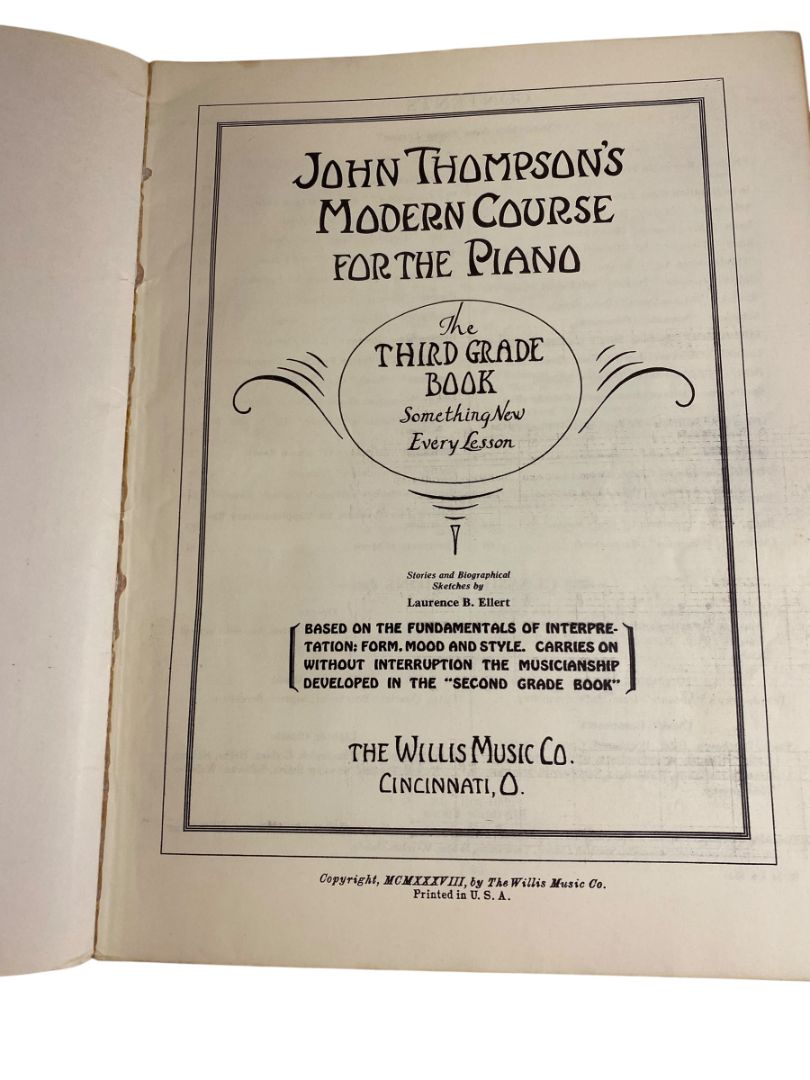 JOHN THOMPSON'S
MODERN COURSE
FOR THE PIANO
The
THIRD GRADE
BOOK
Something New
Every Lesson
Stories and Biographical
Sketches by
Laurence B. Ellert
BASED ON THE FUNDAMENTALS OF INTERPRE-
TATION: FORM, MOOD AND STYLE. CARRIES ON
WITHOUT INTERRUPTION THE MUSICIANSHIP
DEVELOPED IN THE "SECOND GRADE BOOK"
THE WILLIS MUSIC CO.
CINCINNATI, O.
Copyright, MCMXXXVIII, by The Willis Music Co.
Printed in U. S. A.